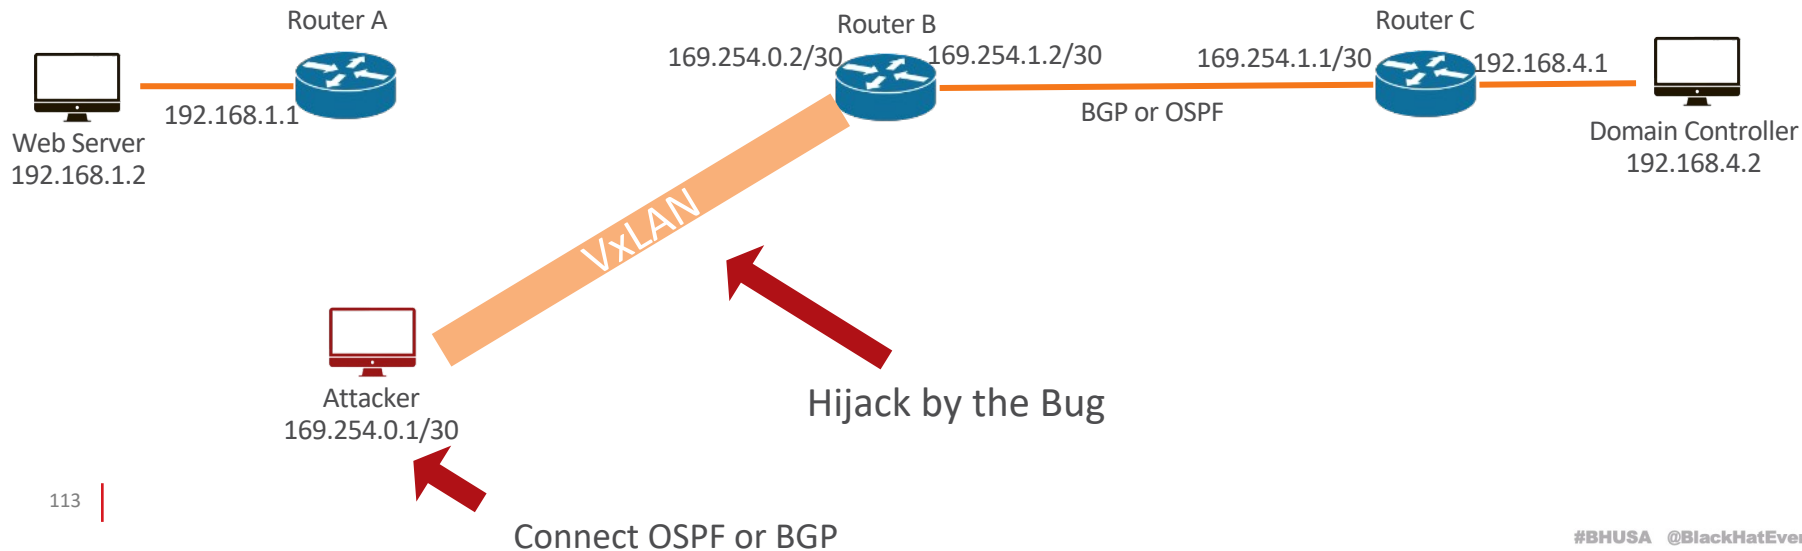 Router A
Router B
Router C
169.254.0.2/30
169.254.1.2/30
169.254.1.1/30
192.168.4.1
192.168.1.1
BGP or OSPF
Web Server
192.168.1.2
Domain Controller
192.168.4.2
VxLAN
Attacker
169.254.0.1/30
Hijack by the Bug
113
Connect OSPF or BGP
#BHUSA @BlackHatEve